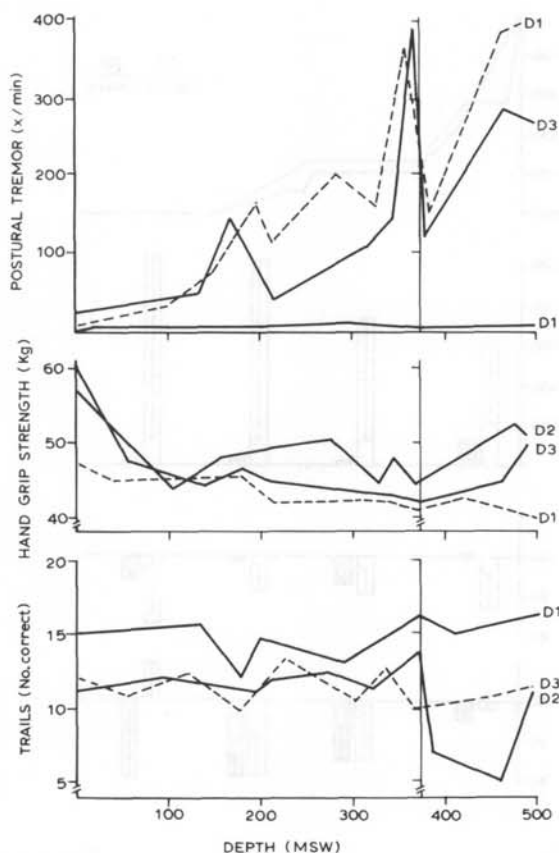 400
300
200
100
POSTURAL TREMOR (x/min)
D1
D3
D1
60
50
40
HAND GRIP STRENGTH (Kg)
D2
D3
D1
20
15
10
5
TRAILS (No. correct)
D1
D3
D2
100 200 300 400 500
DEPTH (MSW)